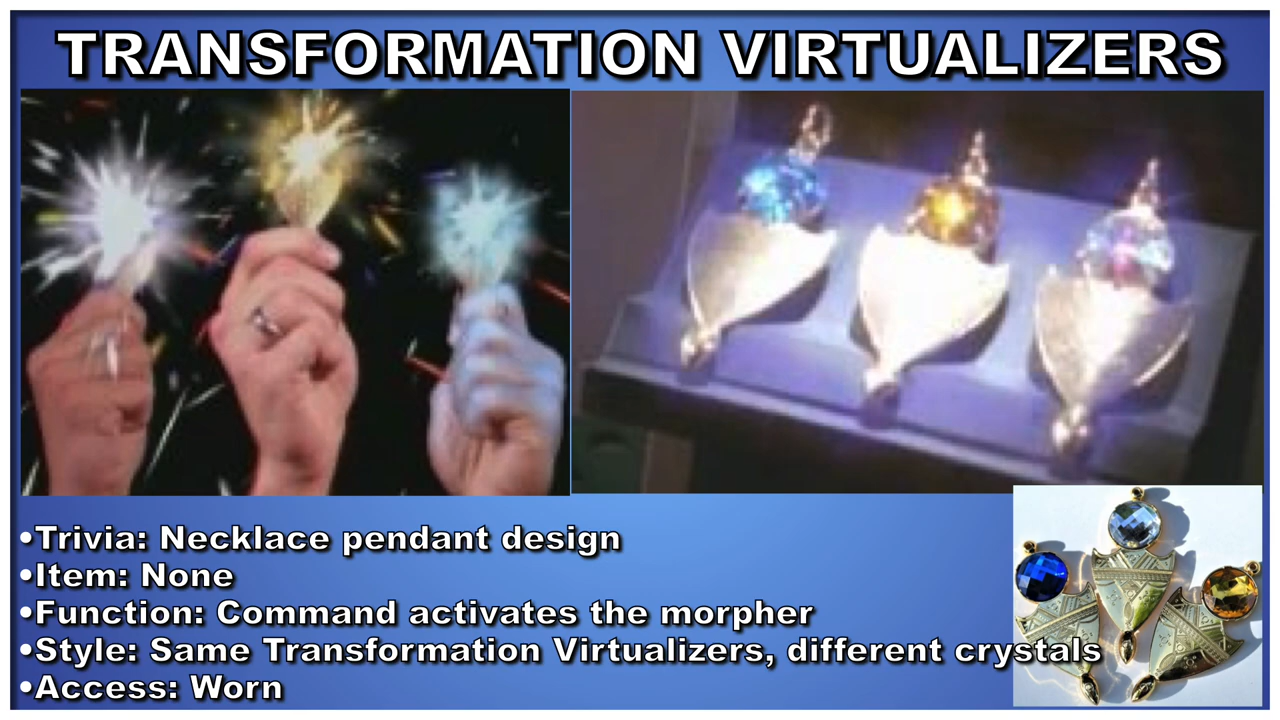 TRANSFORMATION VIRTUALIZERS
•Trivia: Necklace pendant design
•Item: None
•Function: Command activates the morpher
•Style: Same Transformation Virtualizers, different crystals
•Access: Worn